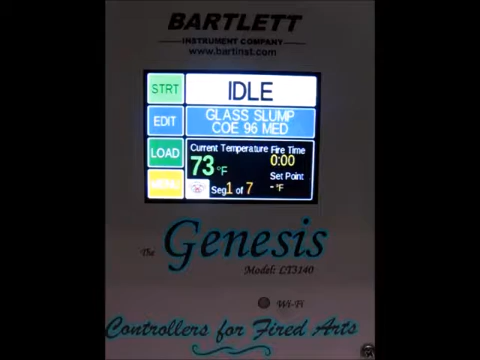 BARTLETT
INSTRUMENT COMPANY
www.bartinst.com
STRT
IDLE
EDIT
GLASS SLUMP
COE 96 MED
LOAD
Current Temperature
73 °F
Fire Time
0:00
Set Point
- °F
MENU
Seg 1 of 7
The Genesis
Model: LT3140
Wi-Fi
Controllers for Fired Arts